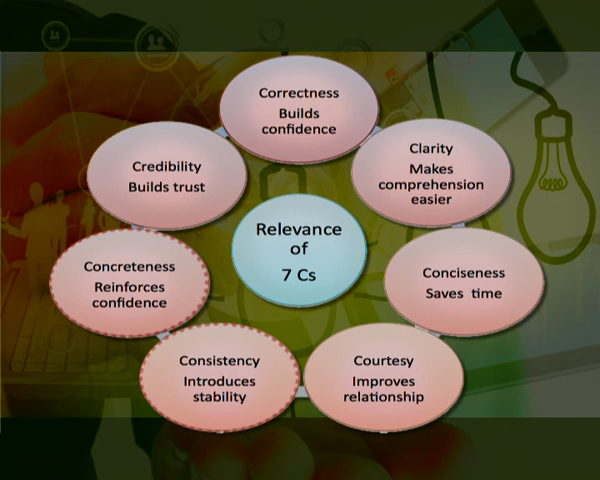 Correctness
Builds
confidence
Clarity
Makes
comprehension
easier
Conciseness
Saves time
Courtesy
Improves
relationship
Consistency
Introduces
stability
Concreteness
Reinforces
confidence
Credibility
Builds trust
Relevance
of
7 Cs